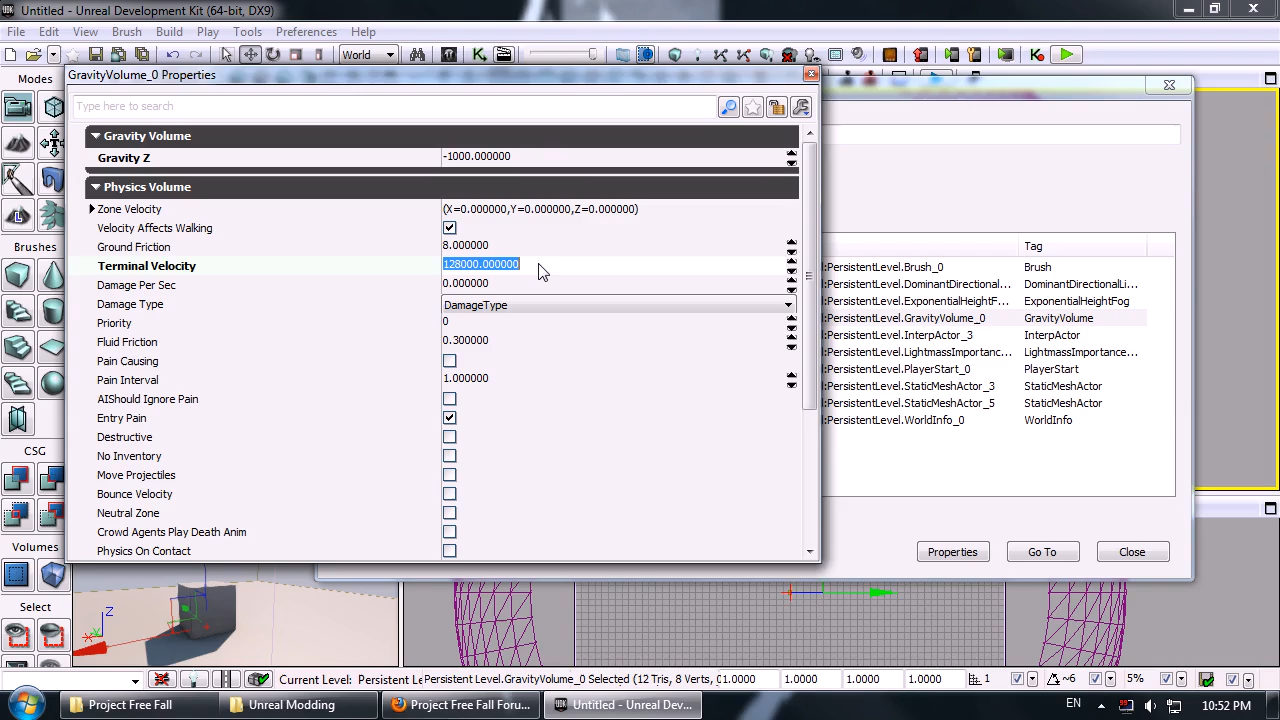 Untitled - Unreal Development Kit (64-bit, DX9)
File Edit View Brush Build Play Tools Preferences Help
World
Modes
GravityVolume_0 Properties
Type here to search
Gravity Volume
Gravity Z -1000.000000
Physics Volume
Zone Velocity (X=0.000000,Y=0.000000,Z=0.000000)
Velocity Affects Walking
Ground Friction 8.000000
Terminal Velocity 128000.000000
Damage Per Sec 0.000000
Damage Type DamageType
Priority 0
Fluid Friction 0.300000
Pain Causing
Pain Interval 1.000000
AIShould Ignore Pain
Entry Pain
Destructive
No Inventory
Move Projectiles
Bounce Velocity
Neutral Zone
Crowd Agents Play Death Anim
Physics On Contact
Brushes
CSG
Volumes
Select
Tag
:PersistentLevel.Brush_0 Brush
:PersistentLevel.DominantDirectional... DominantDirectionalLi...
:PersistentLevel.ExponentialHeightF... ExponentialHeightFog
:PersistentLevel.GravityVolume_0 GravityVolume
:PersistentLevel.InterpActor_3 InterpActor
:PersistentLevel.LightmassImportanc... LightmassImportance...
:PersistentLevel.PlayerStart_0 PlayerStart
:PersistentLevel.StaticMeshActor_3 StaticMeshActor
:PersistentLevel.StaticMeshActor_5 StaticMeshActor
:PersistentLevel.WorldInfo_0 WorldInfo
Properties Go To Close
Z
X
Current Level: Persistent Level.
Persistent Level.GravityVolume_0 Selected (12 Tris, 8 Verts, 1.0000 1.0000 1.0000 1.0000 1 ~6 5%
Project Free Fall Unreal Modding Project Free Fall Foru... Untitled - Unreal Dev... EN 10:52 PM